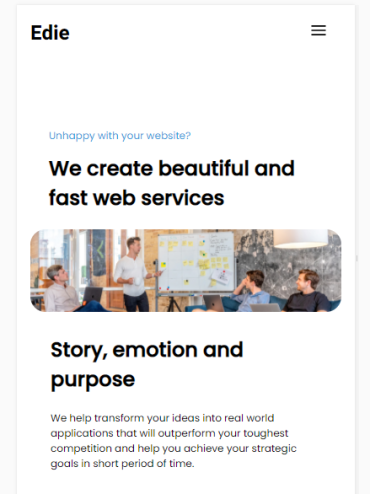 Edie
Unhappy with your website?
We create beautiful and
fast web services
Story, emotion and
purpose
We help transform your ideas into real world
applications that will outperform your toughest
competition and help you achieve your strategic
goals in short period of time.